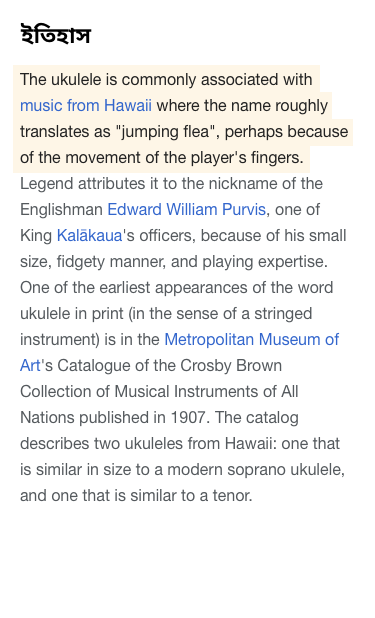 ইতিহাস
The ukulele is commonly associated with
music from Hawaii where the name roughly
translates as "jumping flea", perhaps because
of the movement of the player's fingers.
Legend attributes it to the nickname of the
Englishman Edward William Purvis, one of
King Kalākaua's officers, because of his small
size, fidgety manner, and playing expertise.
One of the earliest appearances of the word
ukulele in print (in the sense of a stringed
instrument) is in the Metropolitan Museum of
Art's Catalogue of the Crosby Brown
Collection of Musical Instruments of All
Nations published in 1907. The catalog
describes two ukuleles from Hawaii: one that
is similar in size to a modern soprano ukulele,
and one that is similar to a tenor.